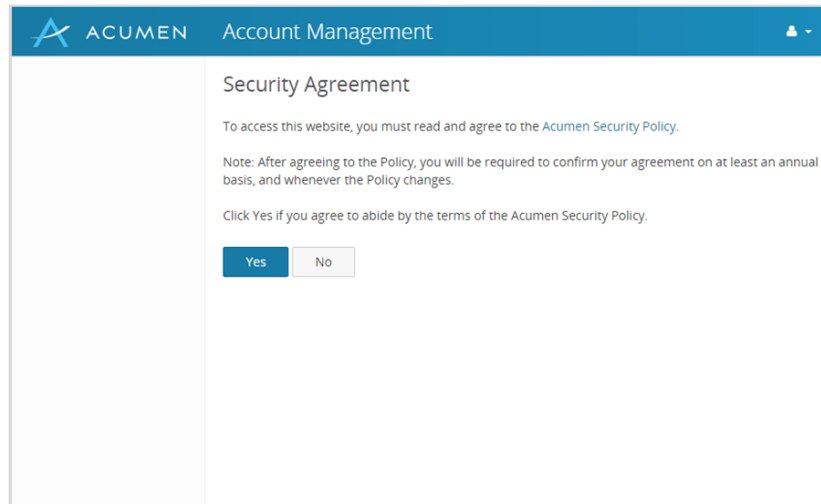 ACUMEN Account Management
Security Agreement
To access this website, you must read and agree to the Acumen Security Policy.
Note: After agreeing to the Policy, you will be required to confirm your agreement on at least an annual
basis, and whenever the Policy changes.
Click Yes if you agree to abide by the terms of the Acumen Security Policy.
Yes No